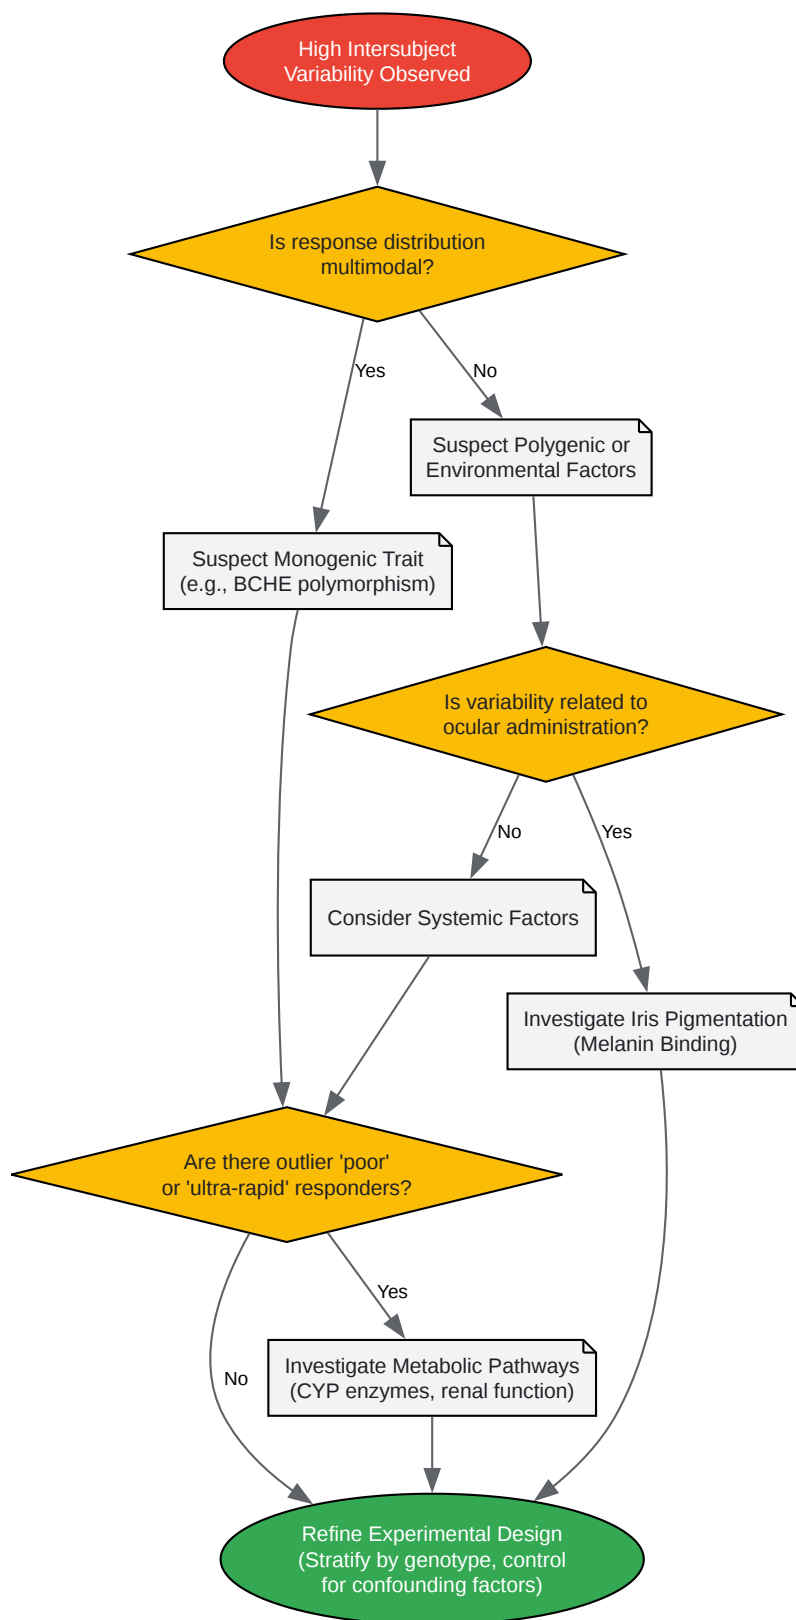 High Intersubject
Variability Observed
Is response distribution
multimodal?
Yes
No
Suspect Polygenic or
Environmental Factors
Suspect Monogenic Trait
(e.g., BCHE polymorphism)
Is variability related to
ocular administration?
No
Yes
Consider Systemic Factors
Investigate Iris Pigmentation
(Melanin Binding)
Are there outlier 'poor'
or 'ultra-rapid' responders?
Yes
No
Investigate Metabolic Pathways
(CYP enzymes, renal function)
Refine Experimental Design
(Stratify by genotype, control
for confounding factors)